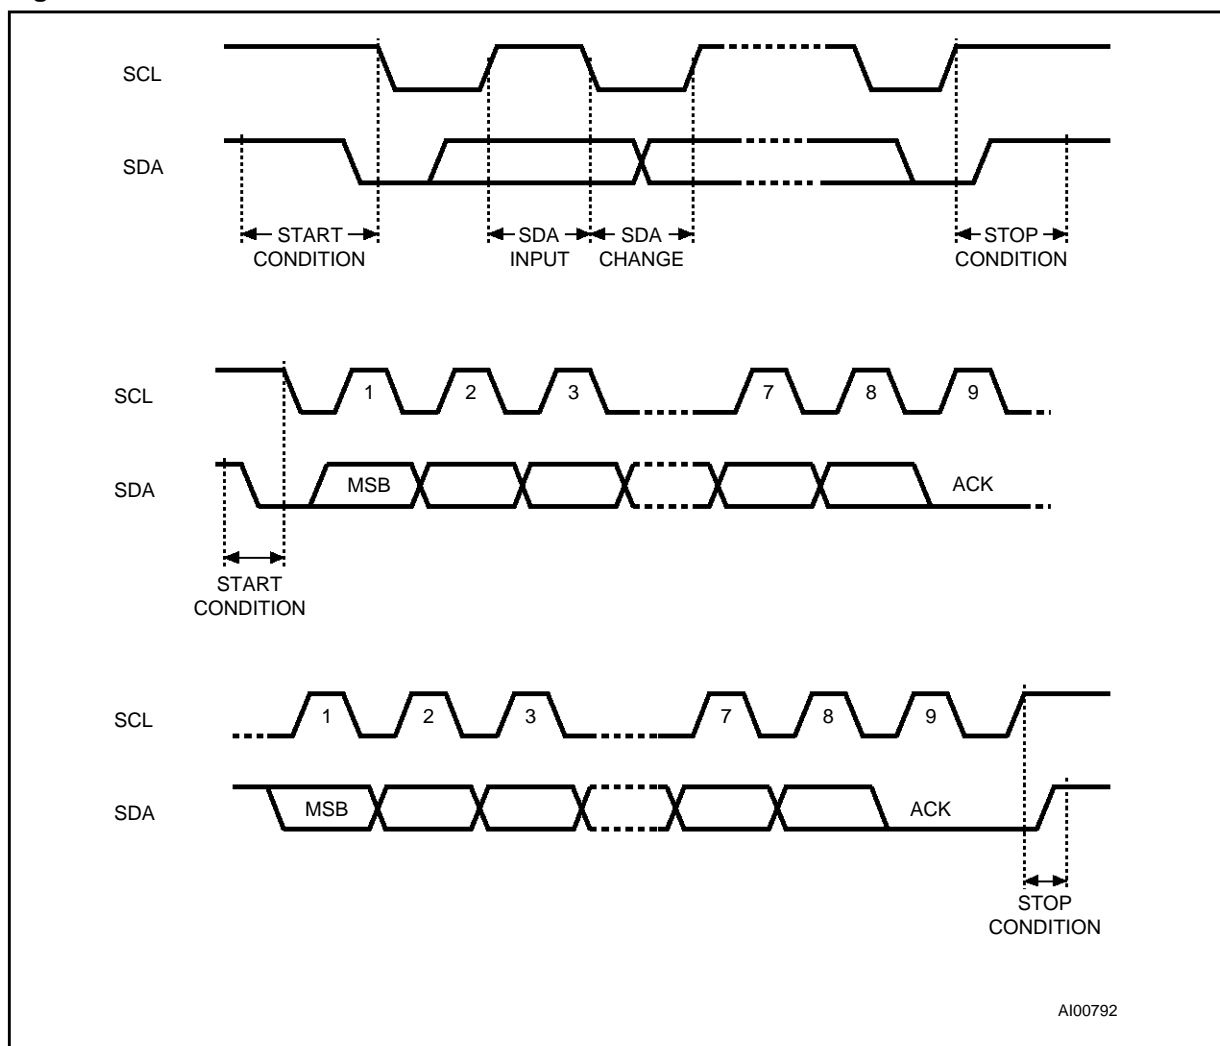 SCL
SDA
START
CONDITION
SDA
INPUT
SDA
CHANGE
STOP
CONDITION
SCL
1
2
3
7
8
9
SDA
MSB
ACK
START
CONDITION
SCL
1
2
3
7
8
9
SDA
MSB
ACK
STOP
CONDITION
AI00792